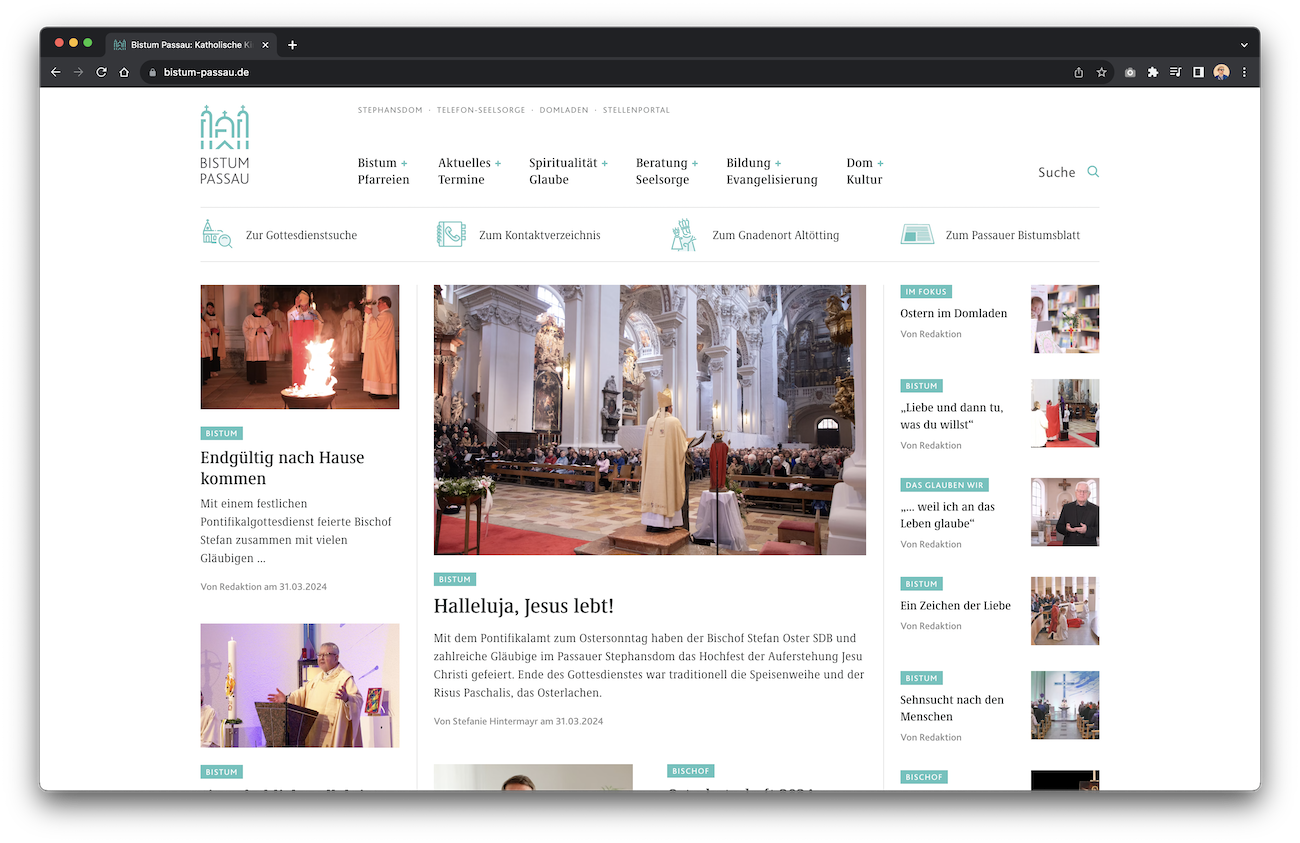 Bistum Passau: Katholische Ki
bistum-passau.de
BISTUM
PASSAU
STEPHANSDOM · TELEFON-SEELSORGE · DOMLADEN · STELLENPORTAL
Bistum +
Pfarreien
Aktuelles +
Termine
Spiritualität +
Glaube
Beratung +
Seelsorge
Bildung +
Evangelisierung
Dom +
Kultur
Suche
Zur Gottesdienstsuche
Zum Kontaktverzeichnis
Zum Gnadenort Altötting
Zum Passauer Bistumsblatt
BISTUM
Endgültig nach Hause
kommen
Mit einem festlichen
Pontifikalgottesdienst feierte Bischof
Stefan zusammen mit vielen
Gläubigen ...
Von Redaktion am 31.03.2024
BISTUM
BISTUM
Halleluja, Jesus lebt!
Mit dem Pontifikalamt zum Ostersonntag haben der Bischof Stefan Oster SDB und
zahlreiche Gläubige im Passauer Stephansdom das Hochfest der Auferstehung Jesu
Christi gefeiert. Ende des Gottesdienstes war traditionell die Speisenweihe und der
Risus Paschalis, das Osterlachen.
Von Stefanie Hintermayr am 31.03.2024
BISCHOF
IM FOKUS
Ostern im Domladen
Von Redaktion
BISTUM
„Liebe und dann tu,
was du willst“
Von Redaktion
DAS GLAUBEN WIR
„... weil ich an das
Leben glaube“
Von Redaktion
BISTUM
Ein Zeichen der Liebe
Von Redaktion
BISTUM
Sehnsucht nach den
Menschen
Von Redaktion
BISCHOF